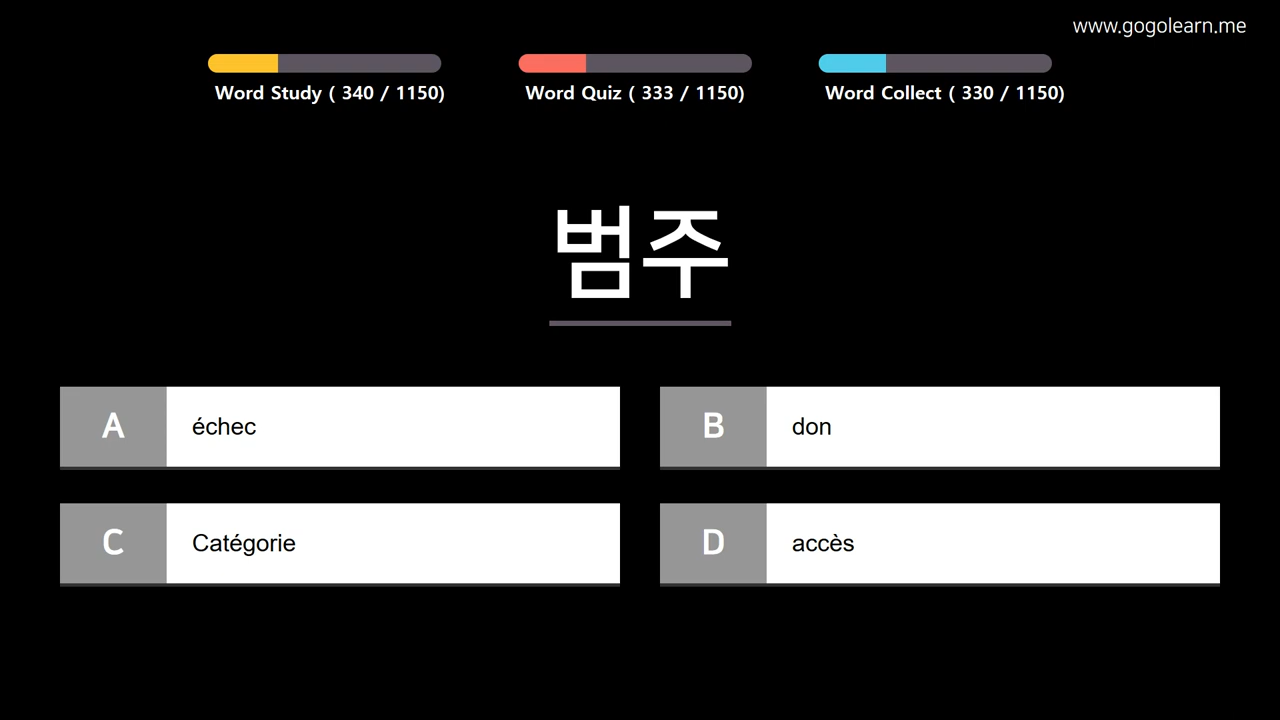 www.gogolearn.me
Word Study ( 340 / 1150)
Word Quiz ( 333 / 1150)
Word Collect ( 330 / 1150)
범주
A
échec
B
don
C
Catégorie
D
accès